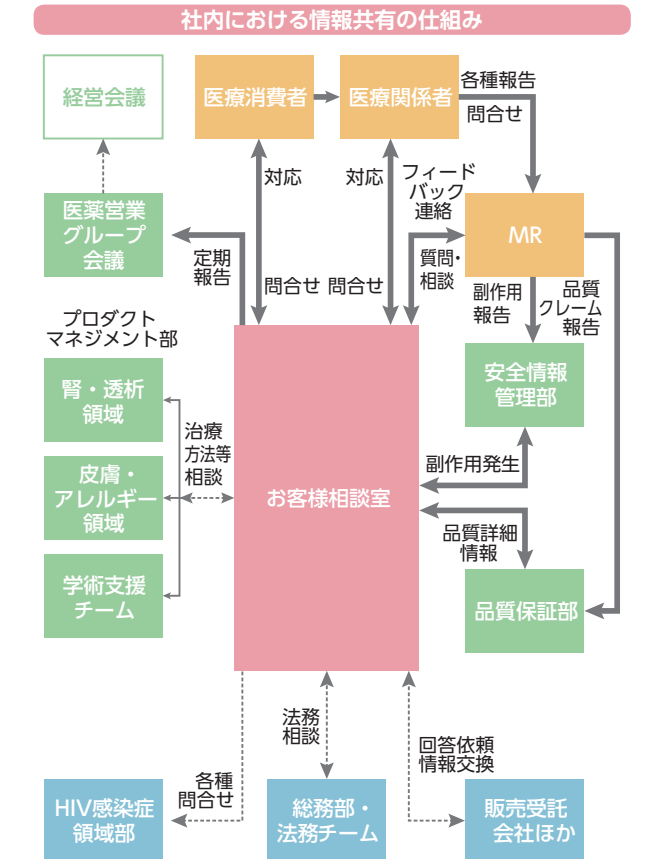 社内における情報共有の仕組み
経営会議
医療消費者
医療関係者
各種報告
問合せ
対応
対応
フィード
バック
連絡
医薬営業
グループ
会議
MR
定期
報告
質問・
相談
問合せ
問合せ
副作用
報告
品質
クレーム
報告
プロダクト
マネジメント部
安全情報
管理部
腎・透析
領域
治療
方法等
相談
副作用発生
皮膚・
アレルギー
領域
お客様相談室
品質詳細
情報
学術支援
チーム
品質保証部
法務
相談
回答依頼
情報交換
各種
問合せ
HIV感染症
領域部
総務部・
法務チーム
販売受託
会社ほか